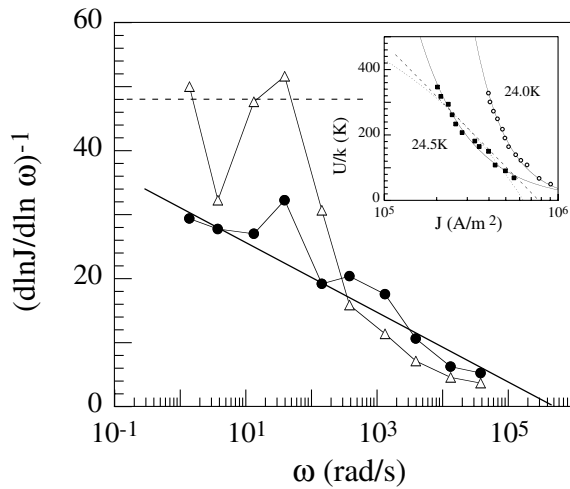 60
40
20
0
(dlnJ/dln ω)⁻¹
10⁻¹ 10¹ 10³ 10⁵
ω (rad/s)
400
200
0
U/k (K)
24.0K
24.5K
10⁵ 10⁶
J (A/m²)